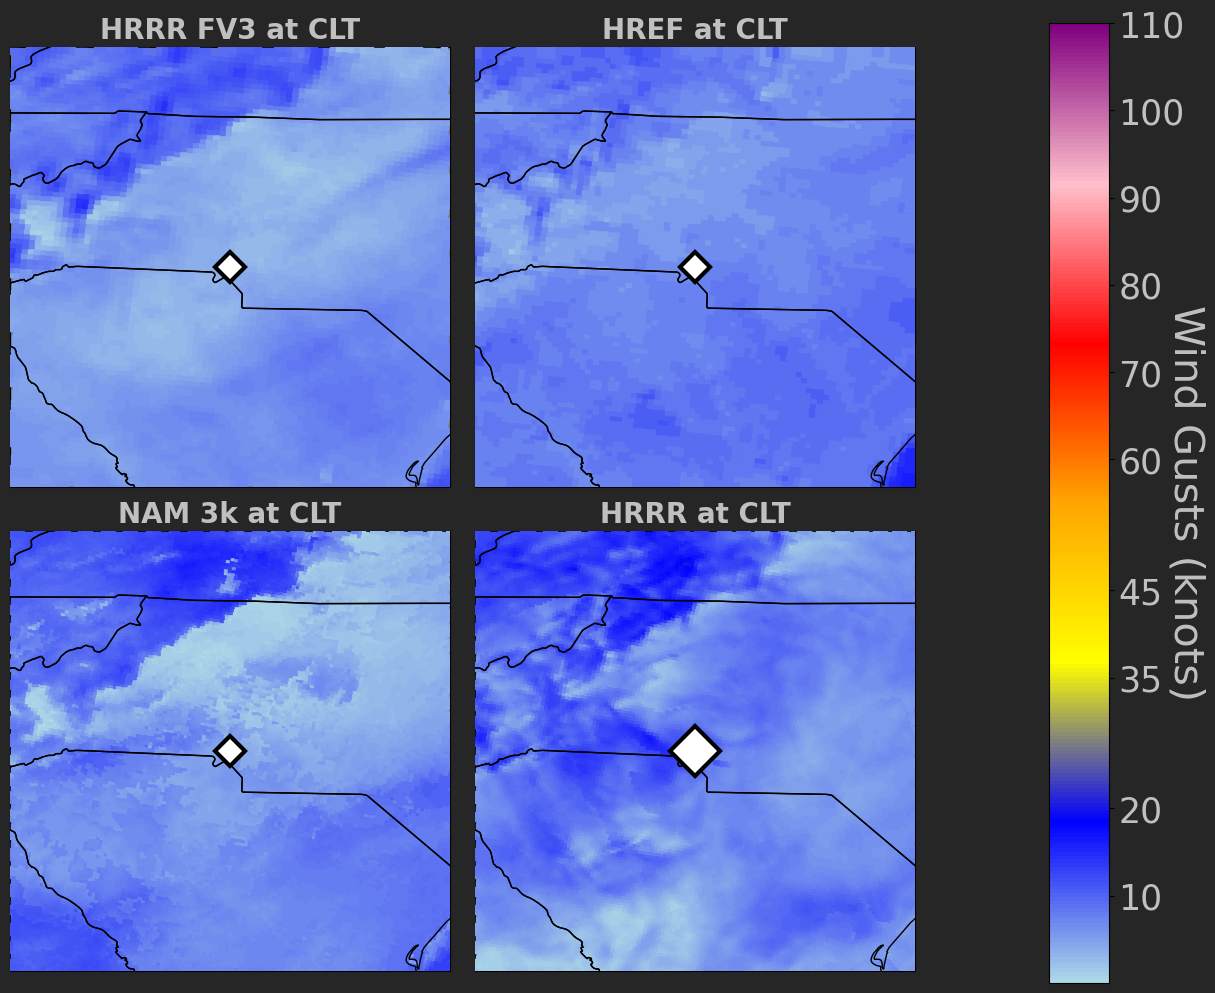 HRRR FV3 at CLT
HREF at CLT
NAM 3k at CLT
HRRR at CLT
110
100
90
80
70
60
45
35
20
10
Wind Gusts (knots)